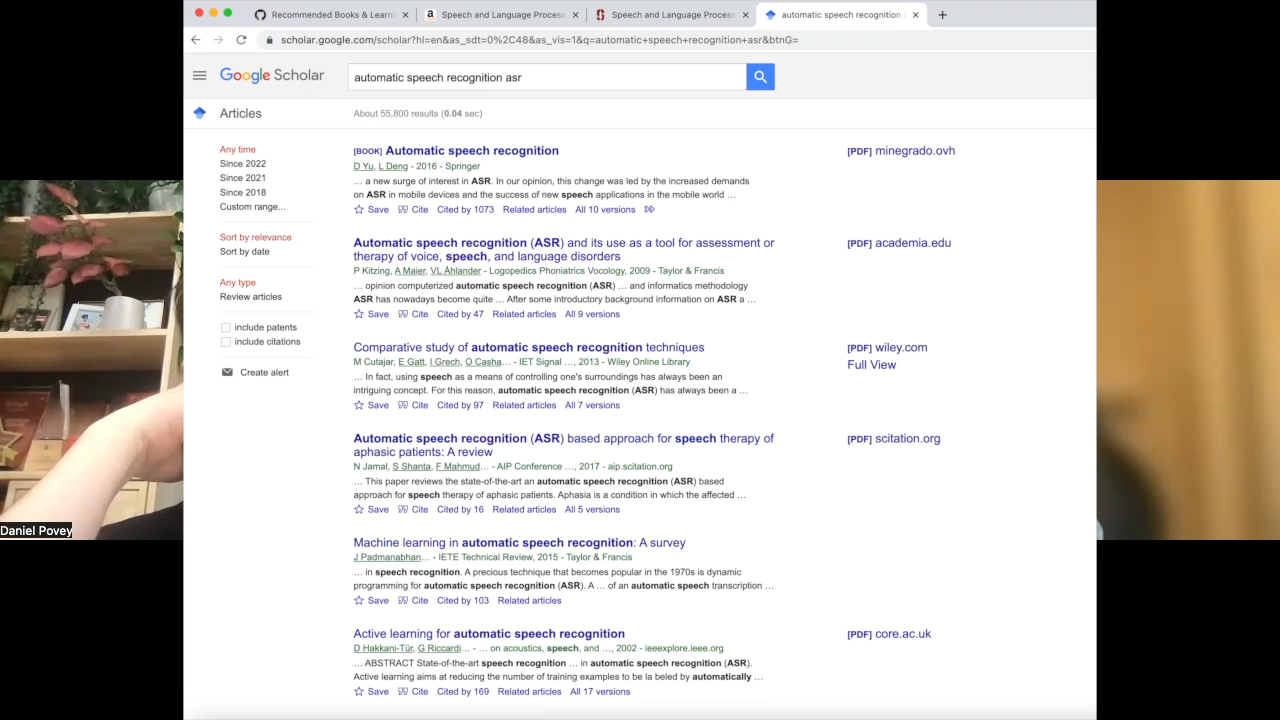 Recommended Books & Learni
Speech and Language Process
Speech and Language Process
automatic speech recognition
scholar.google.com/scholar?hl=en&as_sdt=0%2C48&as_vis=1&q=automatic+speech+recognition+asr&btnG=
Google Scholar
automatic speech recognition asr
Articles
About 55,800 results (0.04 sec)
Any time
Since 2022
Since 2021
Since 2018
Custom range...
Sort by relevance
Sort by date
Any type
Review articles
include patents
include citations
Create alert
[BOOK] Automatic speech recognition
[PDF] minegrado.ovh
D Yu, L Deng - 2016 - Springer
… a new surge of interest in ASR. In our opinion, this change was led by the increased demands
on ASR in mobile devices and the success of new speech applications in the mobile world …
Save Cite Cited by 1073 Related articles All 10 versions
Automatic speech recognition (ASR) and its use as a tool for assessment or
[PDF] academia.edu
therapy of voice, speech, and language disorders
P Kitzing, A Maier, VL Åhlander - Logopedics Phoniatrics Vocology, 2009 - Taylor & Francis
… opinion computerized automatic speech recognition (ASR) … and informatics methodology
ASR has nowadays become quite … After some introductory background information on ASR a …
Save Cite Cited by 47 Related articles All 9 versions
Comparative study of automatic speech recognition techniques
[PDF] wiley.com
M Cutajar, E Gatt, I Grech, O Casha… - IET Signal …, 2013 - Wiley Online Library
Full View
… In fact, using speech as a means of controlling one's surroundings has always been an
intriguing concept. For this reason, automatic speech recognition (ASR) has always been a …
Save Cite Cited by 97 Related articles All 7 versions
Automatic speech recognition (ASR) based approach for speech therapy of
[PDF] scitation.org
aphasic patients: A review
N Jamal, S Shanta, F Mahmud… - AIP Conference …, 2017 - aip.scitation.org
… This paper reviews the state-of-the-art an automatic speech recognition (ASR) based
approach for speech therapy of aphasic patients. Aphasia is a condition in which the affected …
Save Cite Cited by 16 Related articles All 5 versions
Machine learning in automatic speech recognition: A survey
J Padmanabhan… - IETE Technical Review, 2015 - Taylor & Francis
… in speech recognition. A precious technique that becomes popular in the 1970s is dynamic
programming for automatic speech recognition (ASR). A … of an automatic speech transcription …
Save Cite Cited by 103 Related articles
Active learning for automatic speech recognition
[PDF] core.ac.uk
D Hakkani-Tür, G Riccardi… - … on acoustics, speech, and …, 2002 - ieeexplore.ieee.org
… ABSTRACT State-of-the-art speech recognition … in automatic speech recognition (ASR).
Active learning aims at reducing the number of training examples to be la beled by automatically …
Save Cite Cited by 169 Related articles All 17 versions
Daniel Povey